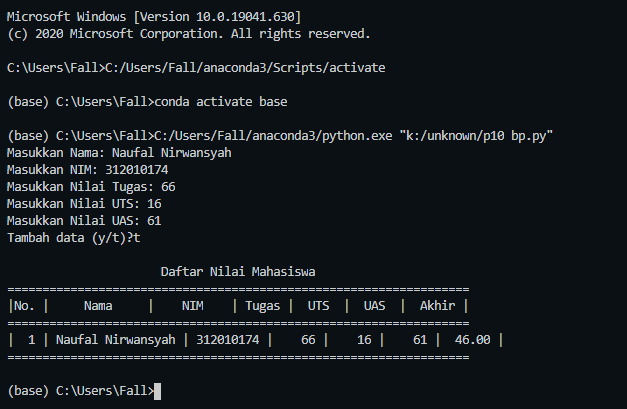 Microsoft Windows [Version 10.0.19041.630]
(c) 2020 Microsoft Corporation. All rights reserved.
C:\Users\Fall>C:/Users/Fall/anaconda3/Scripts/activate
(base) C:\Users\Fall>conda activate base
(base) C:\Users\Fall>C:/Users/Fall/anaconda3/python.exe "k:/unknown/p10 bp.py"
Masukkan Nama: Naufal Nirwansyah
Masukkan NIM: 312010174
Masukkan Nilai Tugas: 66
Masukkan Nilai UTS: 16
Masukkan Nilai UAS: 61
Tambah data (y/t)?t
Daftar Nilai Mahasiswa
==================================================================
|No. |     Nama     |    NIM    | Tugas |  UTS  |  UAS  |  Akhir |
==================================================================
|  1 | Naufal Nirwansyah | 312010174 |    66 |    16 |    61 |  46.00 |
==================================================================
(base) C:\Users\Fall>